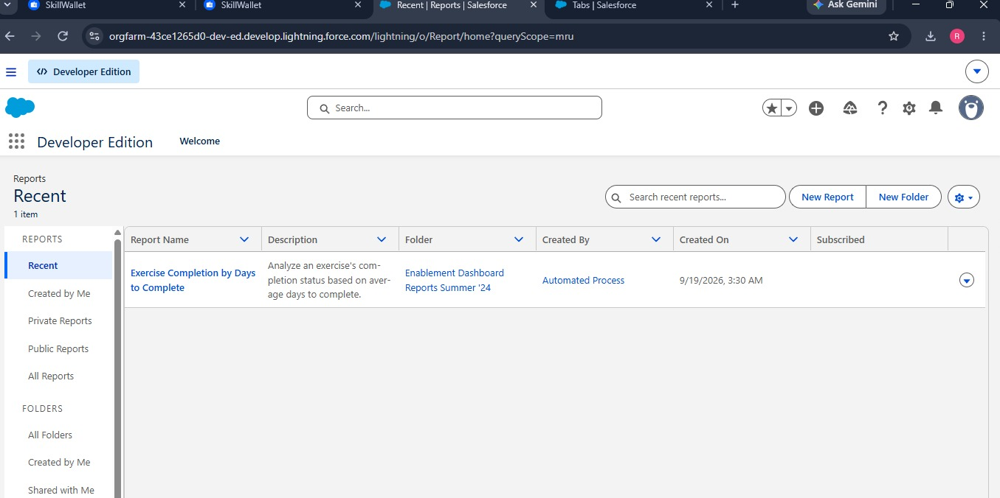 SkillWallet
SkillWallet
Recent | Reports | Salesforce
Tabs | Salesforce
Ask Gemini
orgfarm-43ce1265d0-dev-ed.develop.lightning.force.com/lightning/o/Report/home?queryScope=mru
R
Developer Edition
Search...
Developer Edition
Welcome
Reports
Recent
1 item
Search recent reports...
New Report
New Folder
REPORTS
Recent
Created by Me
Private Reports
Public Reports
All Reports
FOLDERS
All Folders
Created by Me
Shared with Me
Report Name
Description
Folder
Created By
Created On
Subscribed
Exercise Completion by Days
to Complete
Analyze an exercise's com-
pletion status based on aver-
age days to complete.
Enablement Dashboard
Reports Summer '24
Automated Process
9/19/2026, 3:30 AM